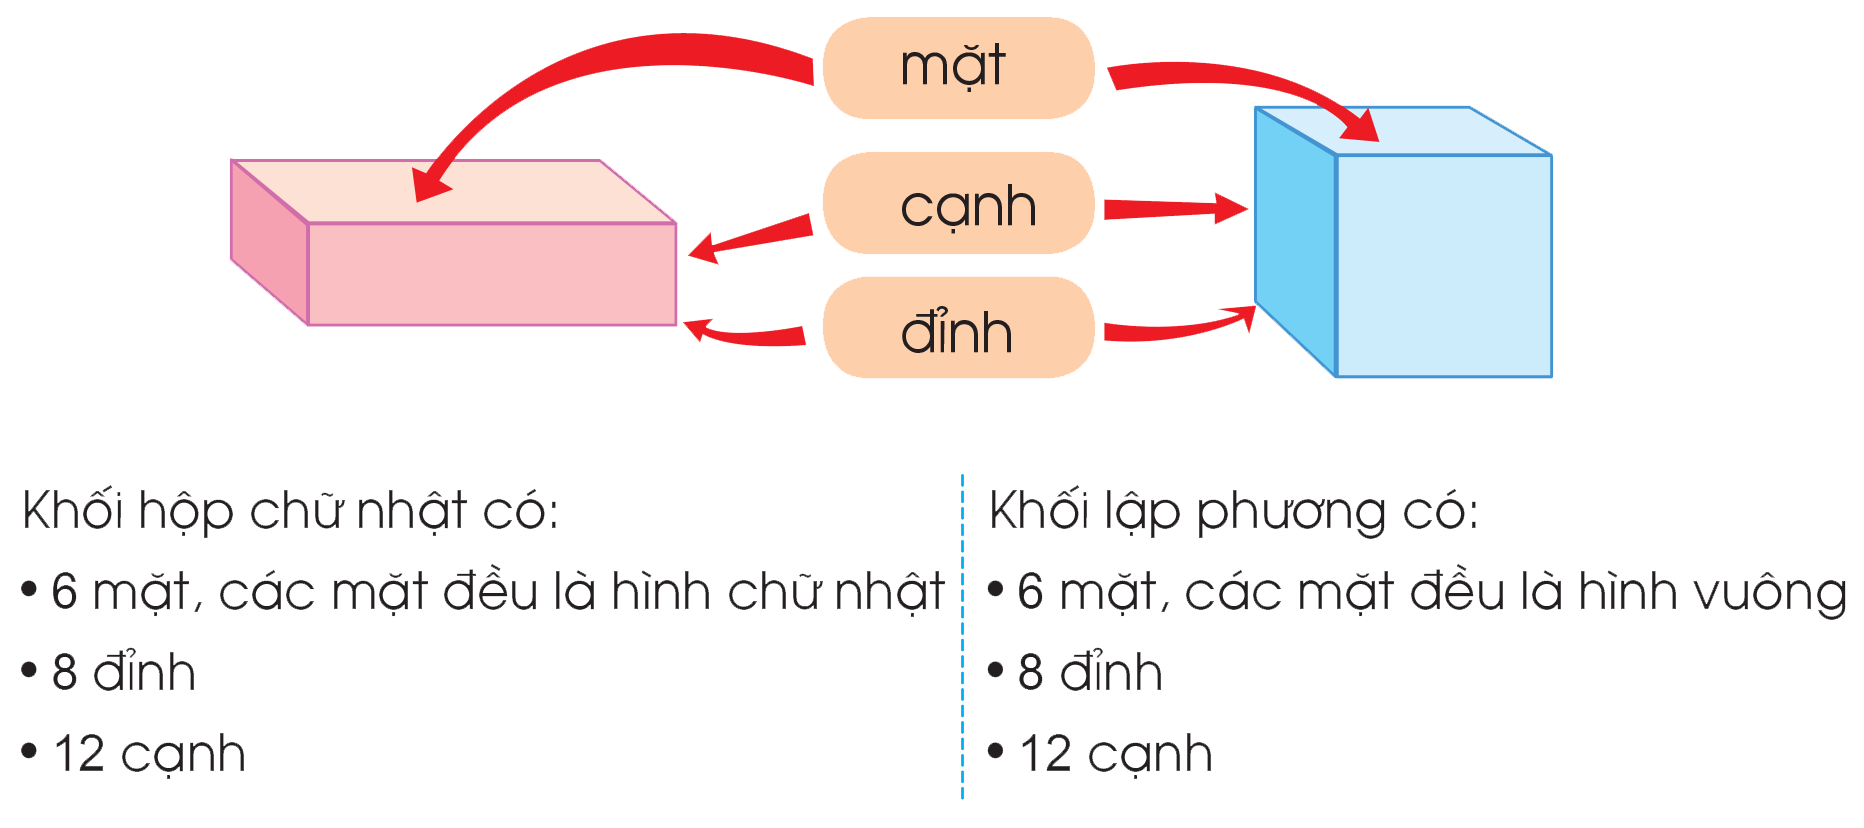 mặt
cạnh
đỉnh
Khối hộp chữ nhật có:
• 6 mặt, các mặt đều là hình chữ nhật
• 8 đỉnh
• 12 cạnh
Khối lập phương có:
• 6 mặt, các mặt đều là hình vuông
• 8 đỉnh
• 12 cạnh